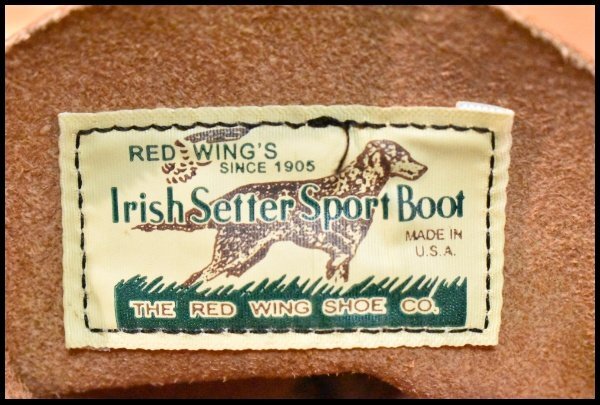 RED WING'S
SINCE 1905
Irish Setter Sport Boot
MADE IN
U.S.A.
THE RED WING SHOE CO.